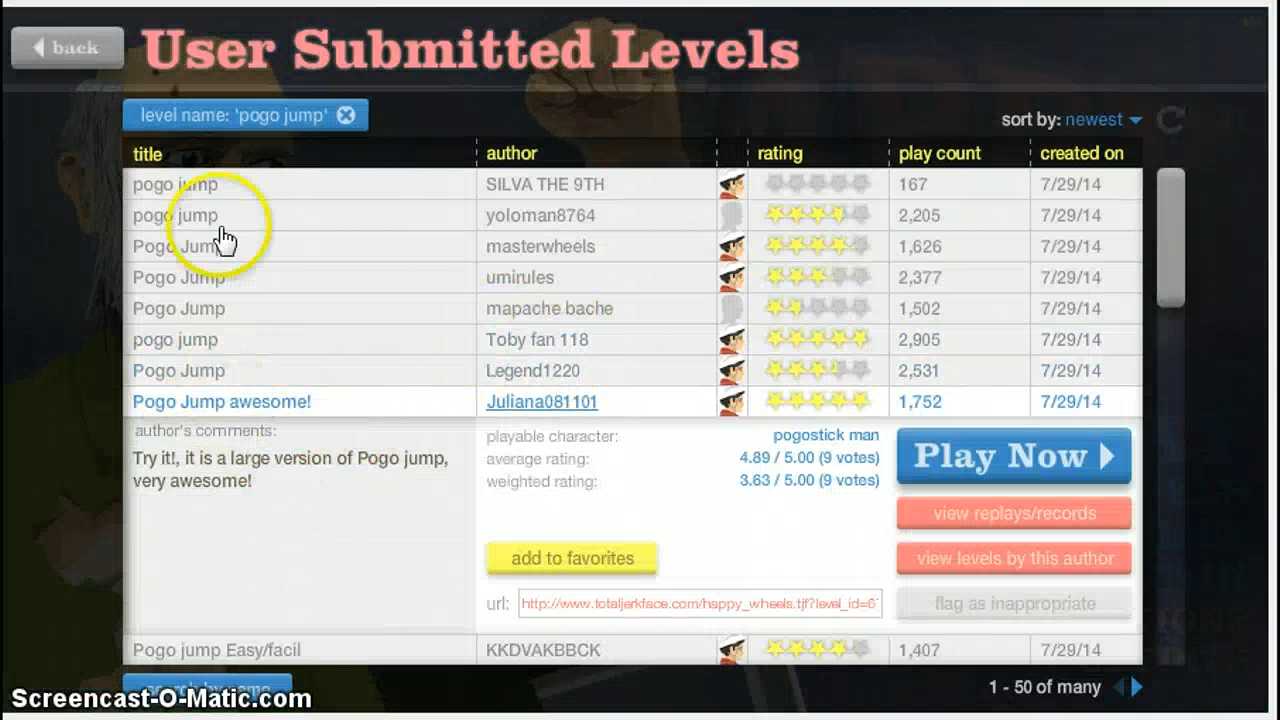 back
User Submitted Levels
level name: 'pogo jump'
sort by: newest
title author rating play count created on
pogo jump SILVA THE 9TH 167 7/29/14
pogo jump yoloman8764 2,205 7/29/14
Pogo Jump masterwheels 1,626 7/29/14
Pogo Jump umirules 2,377 7/29/14
Pogo Jump mapache bache 1,502 7/29/14
pogo jump Toby fan 118 2,905 7/29/14
Pogo Jump Legend1220 2,531 7/29/14
Pogo Jump awesome! Juliana081101 1,752 7/29/14
author's comments:
Try it!, it is a large version of Pogo jump,
very awesome!
playable character: pogostick man
average rating: 4.89 / 5.00 (9 votes)
weighted rating: 3.63 / 5.00 (9 votes)
Play Now
view replays/records
add to favorites
view levels by this author
url: http://www.totaljerkface.com/happy_wheels.tjf?level_id=6
flag as inappropriate
Pogo jump Easy/facil KKDVAKBBCK 1,407 7/29/14
search by name
1 - 50 of many
Screencast-O-Matic.com